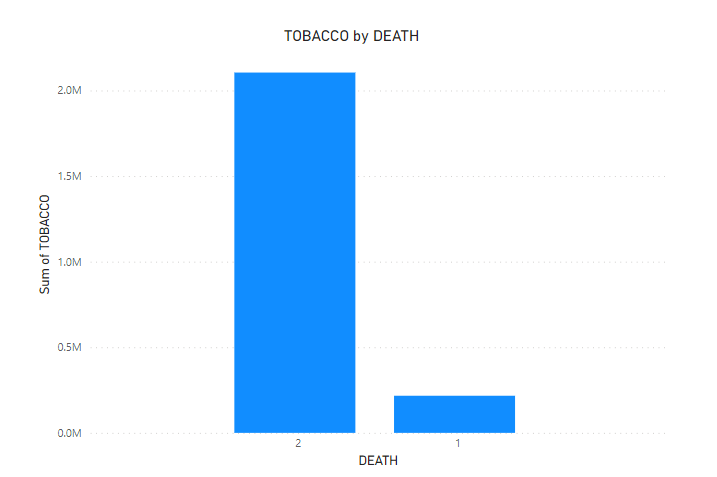 TOBACCO by DEATH
2.0M
1.5M
1.0M
0.5M
0.0M
Sum of TOBACCO
2 1
DEATH